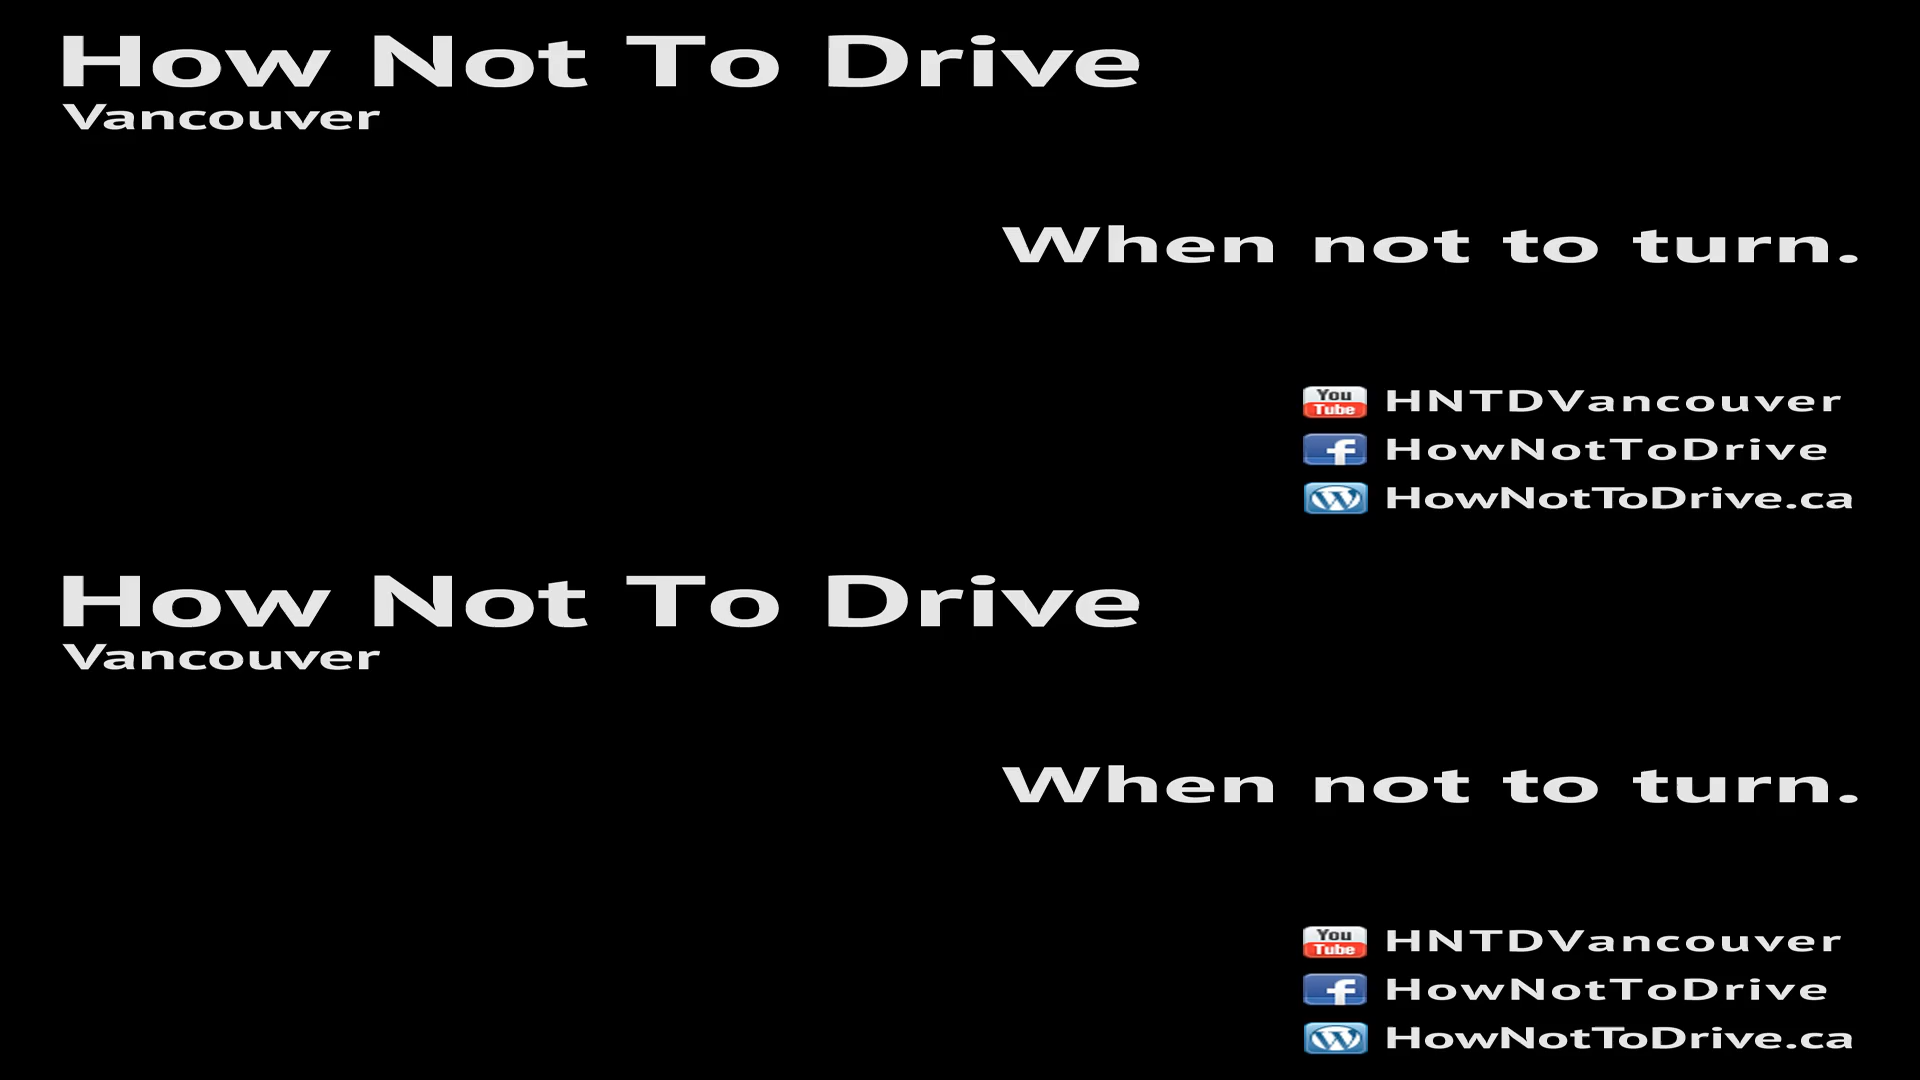 How Not To Drive
Vancouver
When not to turn.
You Tube HNTDVancouver
f HowNotToDrive
W HowNotToDrive.ca
How Not To Drive
Vancouver
When not to turn.
You Tube HNTDVancouver
f HowNotToDrive
W HowNotToDrive.ca